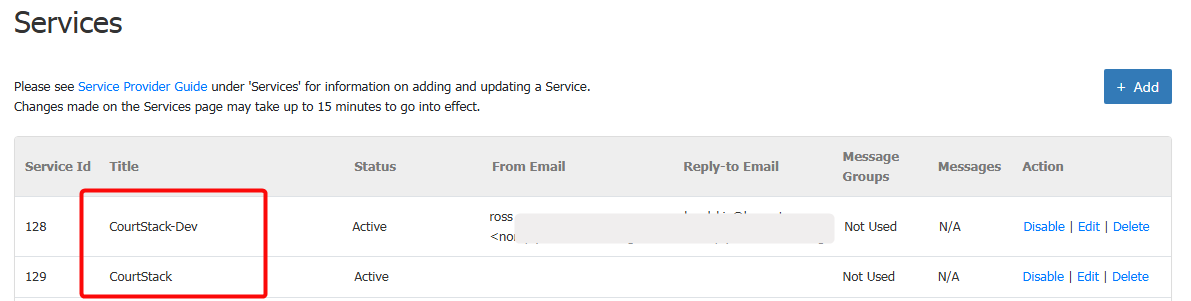 Services
Please see Service Provider Guide under 'Services' for information on adding and updating a Service.
+ Add
Changes made on the Services page may take up to 15 minutes to go into effect.
Service Id Title Status From Email Reply-to Email Message Groups Messages Action
128 CourtStack-Dev Active ross Not Used N/A Disable | Edit | Delete
129 CourtStack Active Not Used N/A Disable | Edit | Delete